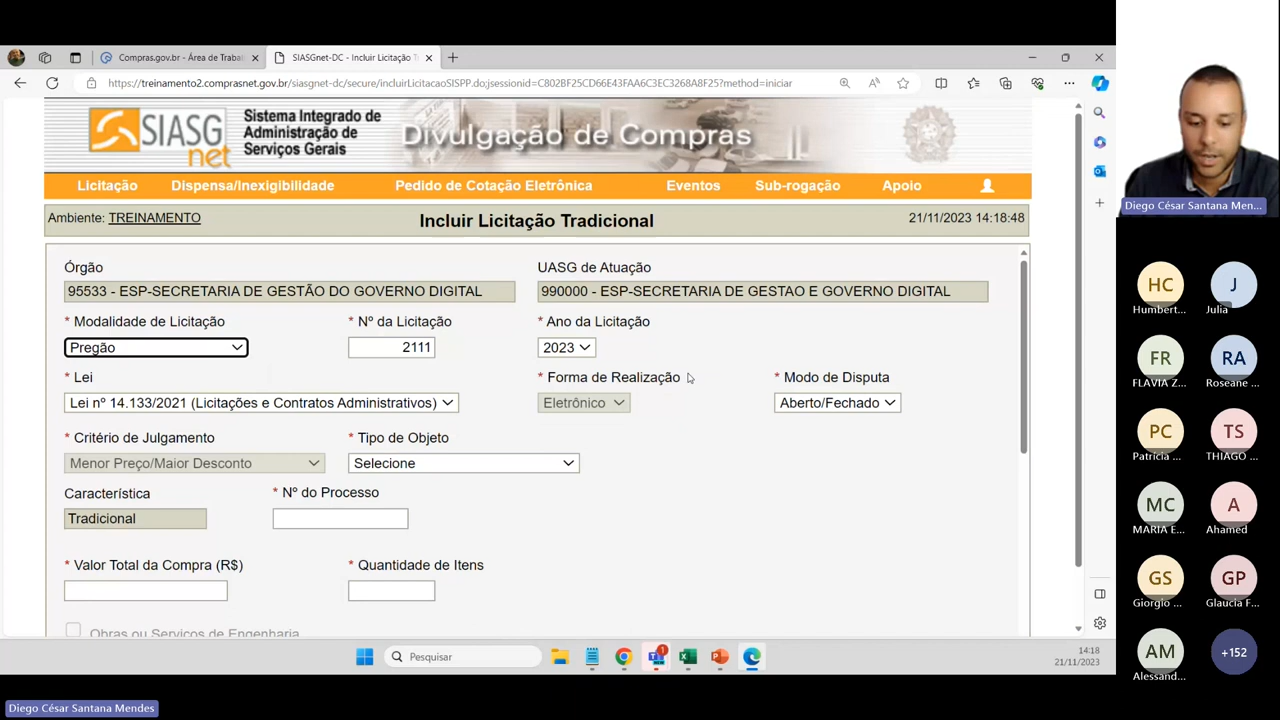 Compras.gov.br - Área de Trabal
SIASGnet-DC - Incluir Licitação T
https://treinamento2.comprasnet.gov.br/siasgnet-dc/secure/incluirLicitacaoSISPP.do;jsessionid=C802BF25CD66E43FAA6C3EC3268A8F25?method=iniciar
SIASG
net
Sistema Integrado de
Administração de
Serviços Gerais
Divulgação de Compras
Licitação Dispensa/Inexigibilidade Pedido de Cotação Eletrônica Eventos Sub-rogação Apoio
Ambiente: TREINAMENTO Incluir Licitação Tradicional 21/11/2023 14:18:48
Órgão UASG de Atuação
95533 - ESP-SECRETARIA DE GESTÃO DO GOVERNO DIGITAL 990000 - ESP-SECRETARIA DE GESTAO E GOVERNO DIGITAL
* Modalidade de Licitação * Nº da Licitação * Ano da Licitação
Pregão 2111 2023
* Lei * Forma de Realização * Modo de Disputa
Lei nº 14.133/2021 (Licitações e Contratos Administrativos) Eletrônico Aberto/Fechado
* Critério de Julgamento * Tipo de Objeto
Menor Preço/Maior Desconto Selecione
Característica * Nº do Processo
Tradicional
* Valor Total da Compra (R$) * Quantidade de Itens
Obras ou Serviços de Engenharia
Pesquisar
1
14:18
21/11/2023
Diego César Santana Mendes
Diego César Santana Men...
HC J
Humbert... Julia
FR RA
FLAVIA Z... Roseane ...
PC TS
Patrícia ... THIAGO ...
MC A
MARIA E... Ahamed
GS GP
Giorgio ... Glaucia F...
AM +152
Alessand...